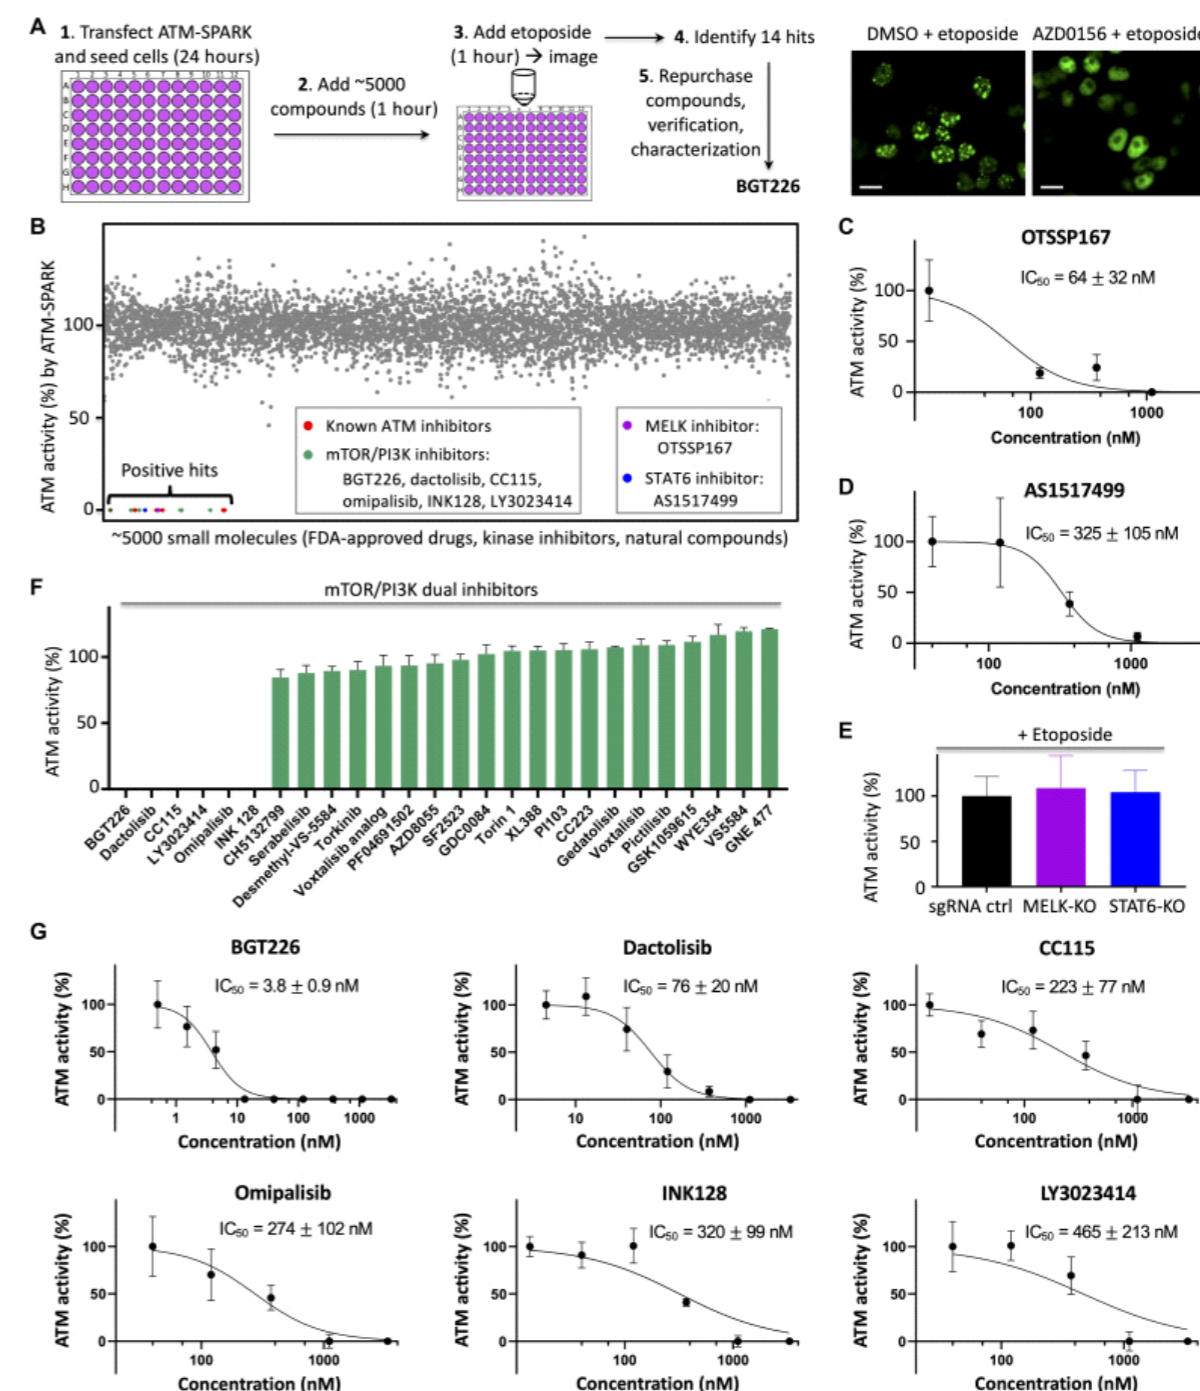 A
1. Transfect ATM-SPARK
and seed cells (24 hours)
2. Add ~5000
compounds (1 hour)
3. Add etoposide
(1 hour) → image
4. Identify 14 hits
5. Repurchase
compounds,
verification,
characterization
BGT226
DMSO + etoposide
AZD0156 + etoposide
1 2 3 4 5 6 7 8 9 10 11 12
A
B
C
D
E
F
G
H
B
ATM activity (%) by ATM-SPARK
100
50
0
Positive hits
Known ATM inhibitors
mTOR/PI3K inhibitors:
BGT226, dactolisib, CC115,
omipalisib, INK128, LY3023414
MELK inhibitor:
OTSSP167
STAT6 inhibitor:
AS1517499
~5000 small molecules (FDA-approved drugs, kinase inhibitors, natural compounds)
C
OTSSP167
IC50 = 64 ± 32 nM
ATM activity (%)
100
50
0
100 1000
Concentration (nM)
D
AS1517499
IC50 = 325 ± 105 nM
ATM activity (%)
100
50
0
100 1000
Concentration (nM)
F
mTOR/PI3K dual inhibitors
ATM activity (%)
100
50
0
BGT226
Dactolisib
CC115
LY3023414
Omipalisib
INK 128
CH5132799
Serabelisib
Desmethyl-VS-5584
Torkinib
Voxtalisib analog
PF04691502
AZD8055
SF2523
GDC0084
Torin 1
XL388
PI103
CC223
Gedatolisib
Voxtalisib
Pictilisib
GSK1059615
WYE354
VS5584
GNE 477
E
+ Etoposide
ATM activity (%)
100
50
0
sgRNA ctrl MELK-KO STAT6-KO
G
BGT226
IC50 = 3.8 ± 0.9 nM
ATM activity (%)
100
50
0
1 10 100 1000
Concentration (nM)
Dactolisib
IC50 = 76 ± 20 nM
ATM activity (%)
100
50
0
10 100 1000
Concentration (nM)
CC115
IC50 = 223 ± 77 nM
ATM activity (%)
100
50
0
100 1000
Concentration (nM)
Omipalisib
IC50 = 274 ± 102 nM
ATM activity (%)
100
50
0
100 1000
Concentration (nM)
INK128
IC50 = 320 ± 99 nM
ATM activity (%)
100
50
0
100 1000
Concentration (nM)
LY3023414
IC50 = 465 ± 213 nM
ATM activity (%)
100
50
0
100 1000
Concentration (nM)